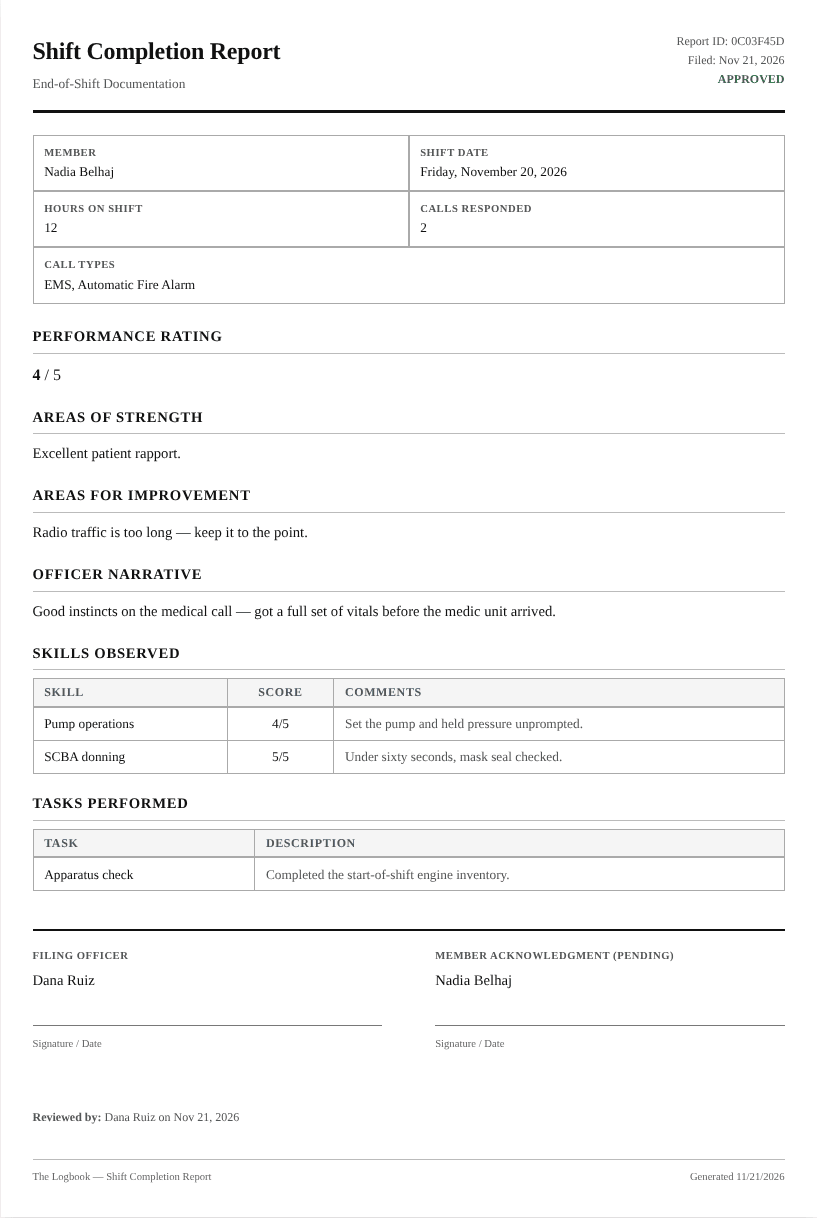 Shift Completion Report
End-of-Shift Documentation
Report ID: 0C03F45D
Filed: Nov 21, 2026
APPROVED
MEMBER
Nadia Belhaj
SHIFT DATE
Friday, November 20, 2026
HOURS ON SHIFT
12
CALLS RESPONDED
2
CALL TYPES
EMS, Automatic Fire Alarm
PERFORMANCE RATING
4 / 5
AREAS OF STRENGTH
Excellent patient rapport.
AREAS FOR IMPROVEMENT
Radio traffic is too long — keep it to the point.
OFFICER NARRATIVE
Good instincts on the medical call — got a full set of vitals before the medic unit arrived.
SKILLS OBSERVED
SKILL SCORE COMMENTS
Pump operations 4/5 Set the pump and held pressure unprompted.
SCBA donning 5/5 Under sixty seconds, mask seal checked.
TASKS PERFORMED
TASK DESCRIPTION
Apparatus check Completed the start-of-shift engine inventory.
FILING OFFICER
Dana Ruiz
Signature / Date
MEMBER ACKNOWLEDGMENT (PENDING)
Nadia Belhaj
Signature / Date
Reviewed by: Dana Ruiz on Nov 21, 2026
The Logbook — Shift Completion Report
Generated 11/21/2026